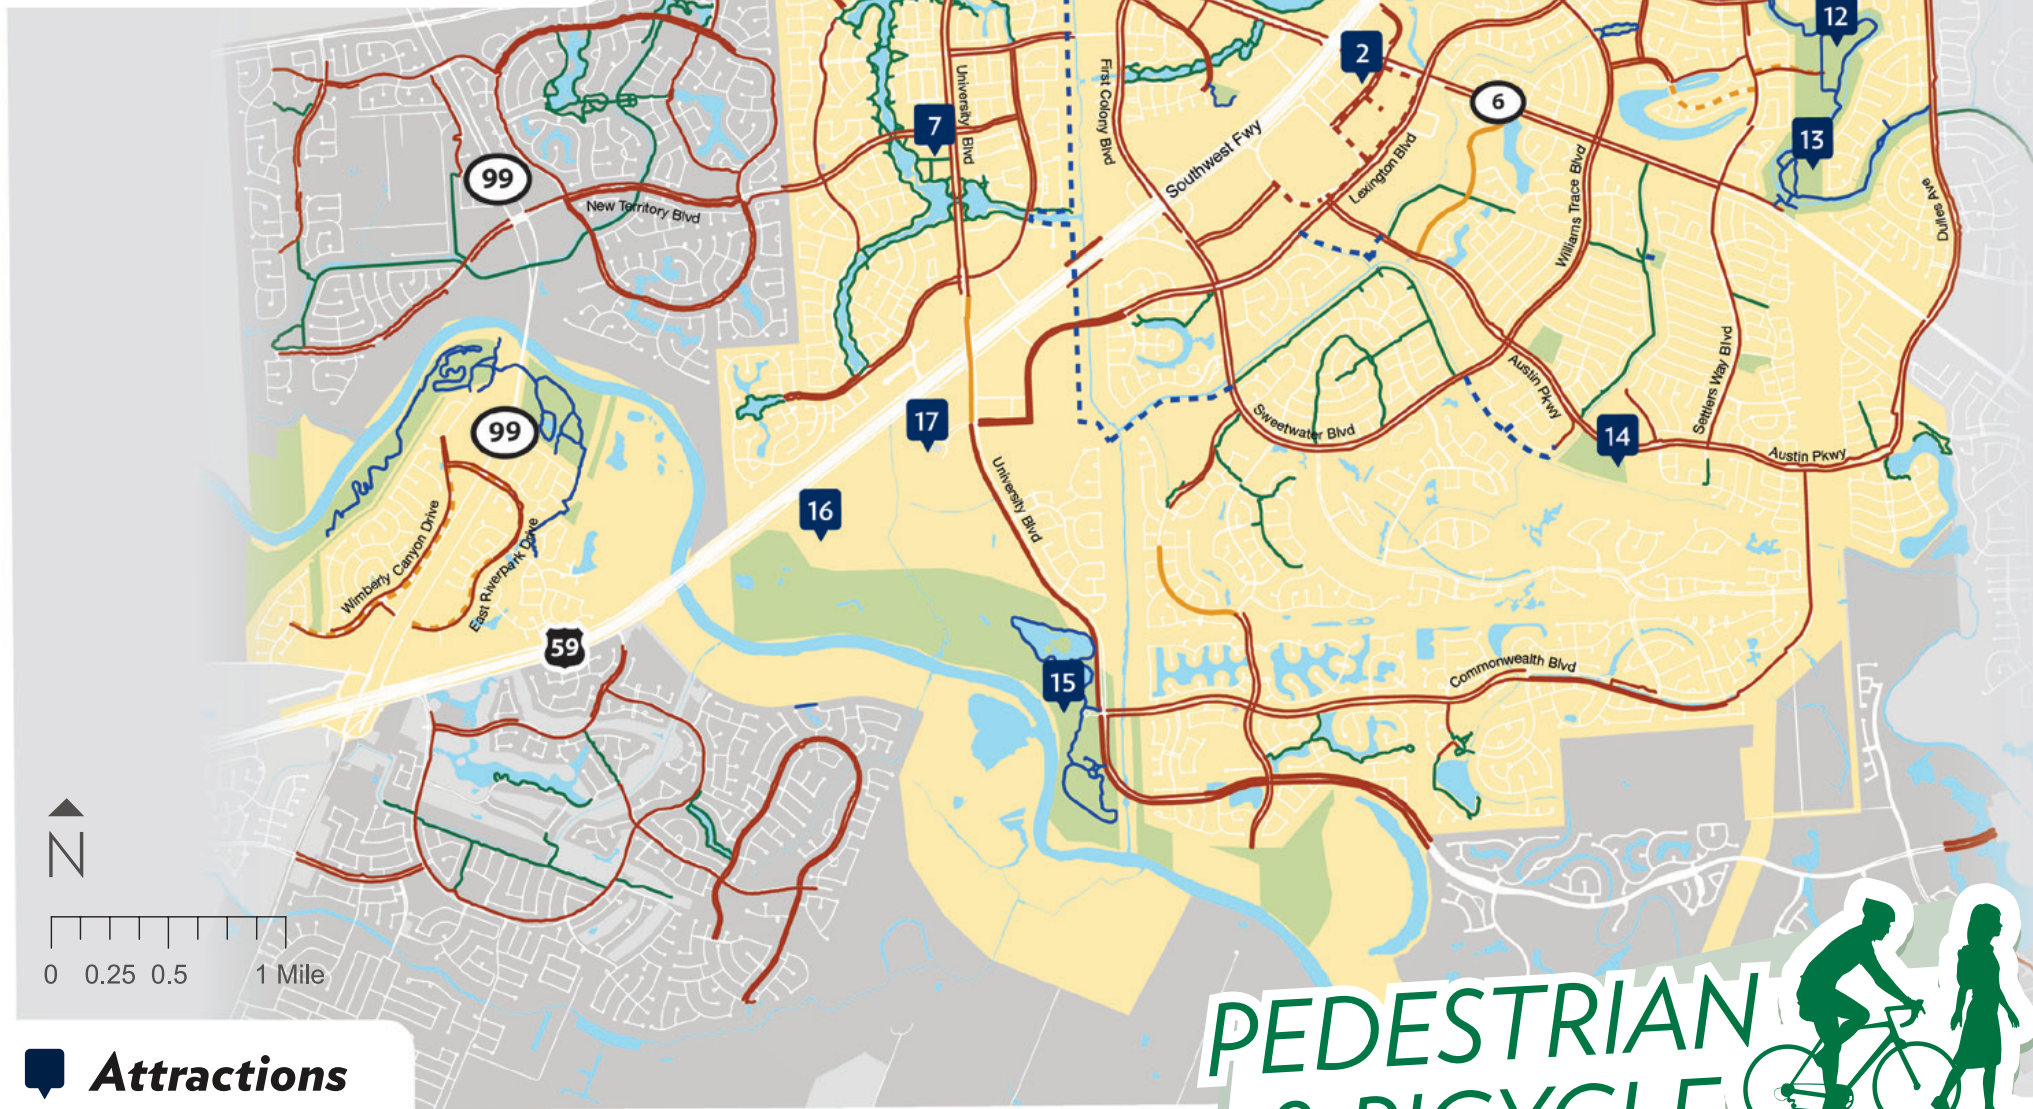 12
2
6
7
13
99
University Blvd
First Colony Blvd
Southwest Fwy
Lexington Blvd
Williams Trace Blvd
Dulles Ave
New Territory Blvd
99
17
14
Sweetwater Blvd
Austin Pkwy
Settlers Way Blvd
Austin Pkwy
16
University Blvd
Wimberly Canyon Drive
East Riverpark Drive
59
15
Commonwealth Blvd
N
0 0.25 0.5 1 Mile
Attractions
PEDESTRIAN
& BICYCLE